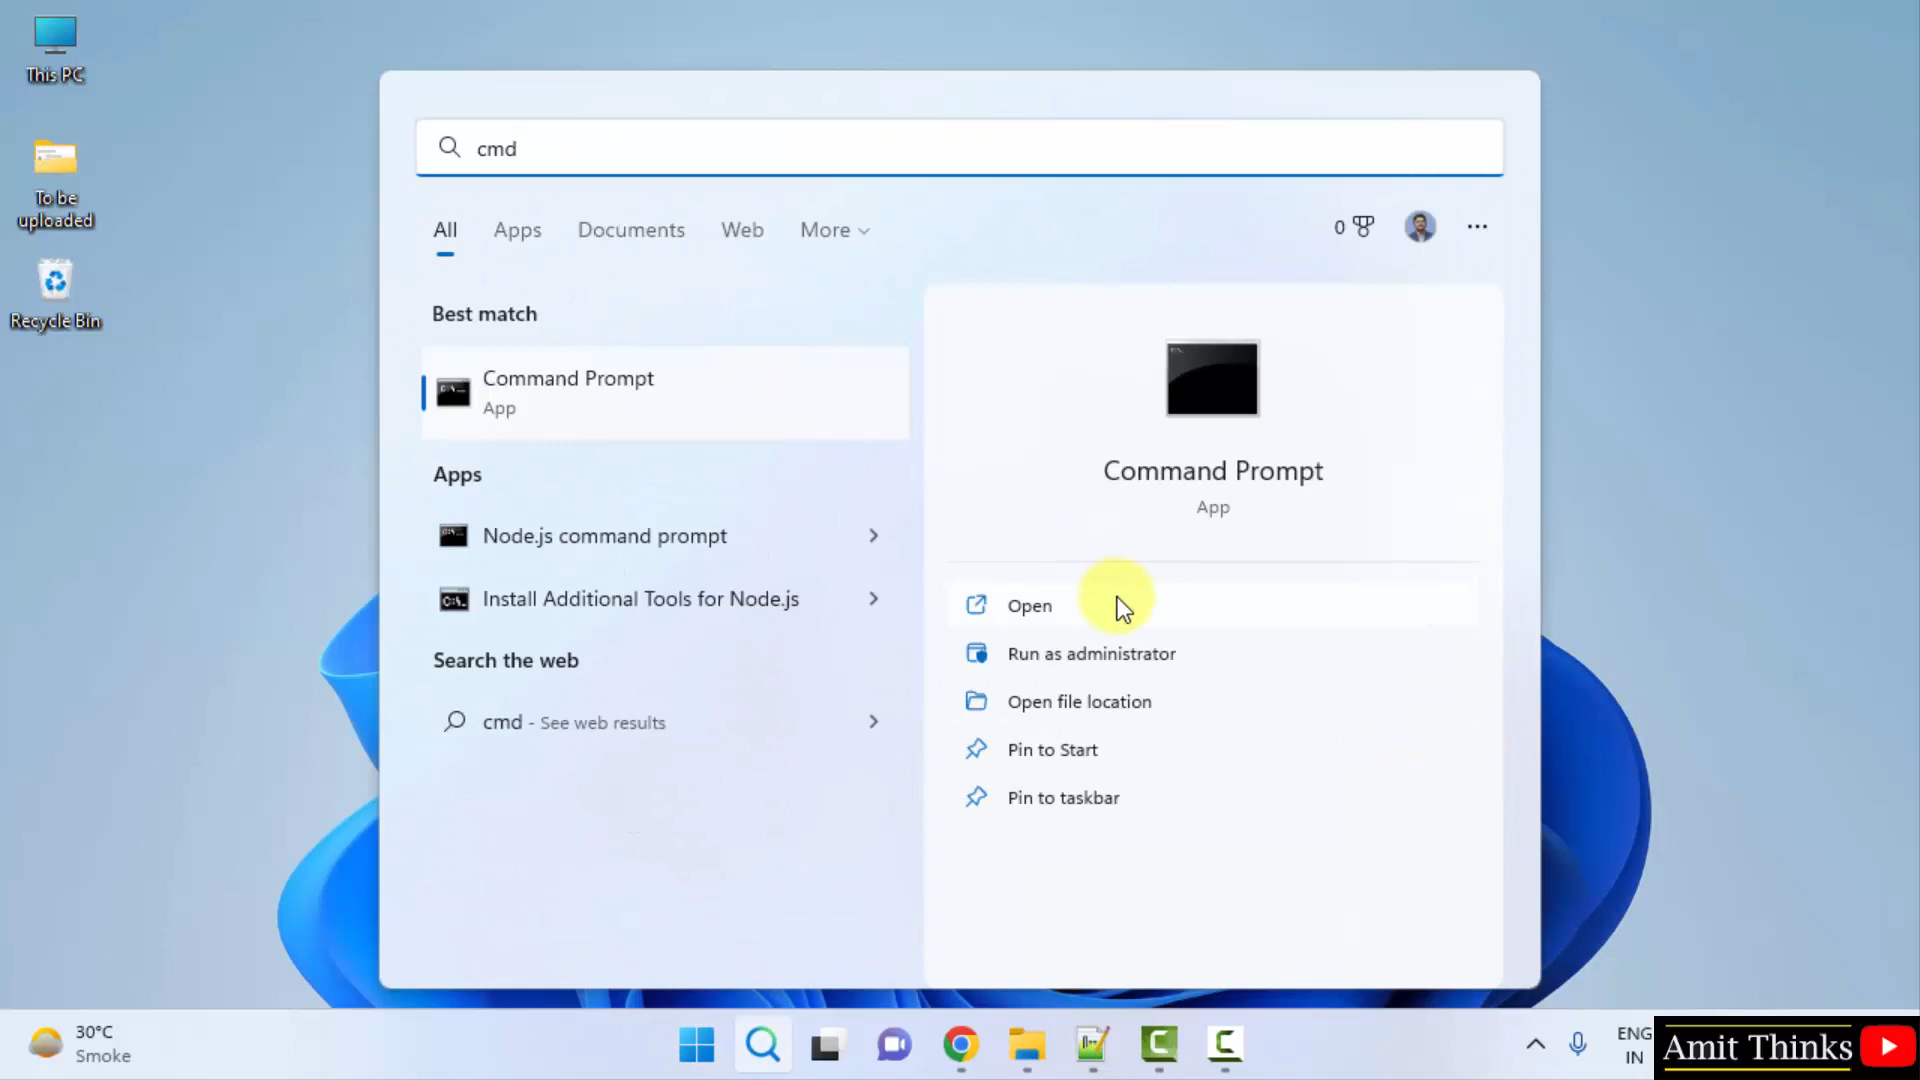 This PC
To be
uploaded
Recycle Bin
cmd
All
Apps
Documents
Web
More
0
Best match
Command Prompt
App
Apps
Node.js command prompt
Install Additional Tools for Node.js
Search the web
cmd - See web results
Command Prompt
App
Open
Run as administrator
Open file location
Pin to Start
Pin to taskbar
30°C
Smoke
ENG
IN
Amit Thinks